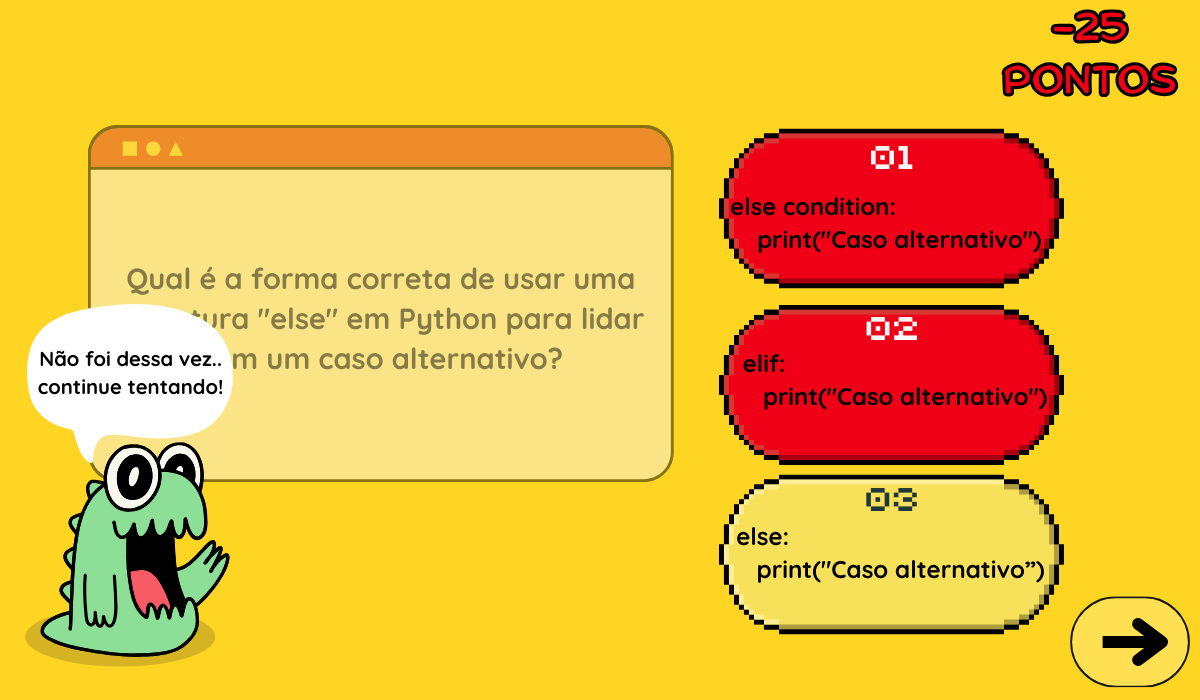 -25
PONTOS
Qual é a forma correta de usar uma
tura "else" em Python para lidar
m um caso alternativo?
Não foi dessa vez..
continue tentando!
01
else condition:
print("Caso alternativo")
02
elif:
print("Caso alternativo")
03
else:
print("Caso alternativo”)